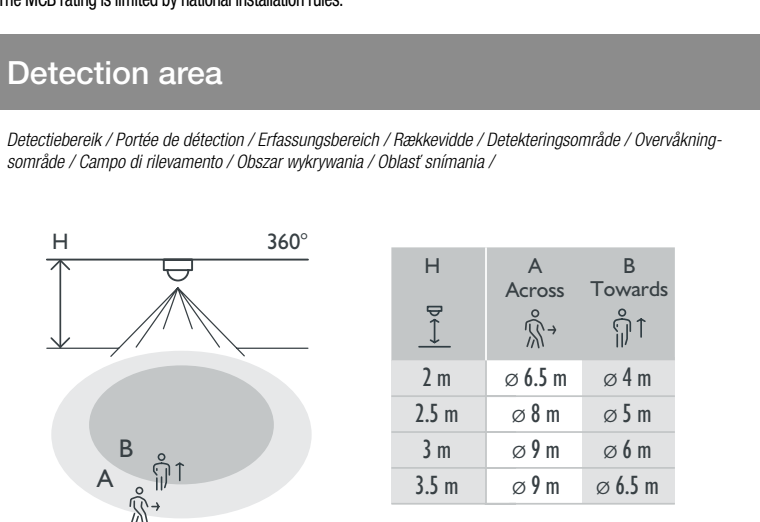 The MCB rating is limited by national installation rules.
Detection area
Detectiebereik / Portée de détection / Erfassungsbereich / Rækkevidde / Detekteringsområde / Overvåkning-
sområde / Campo di rilevamento / Obszar wykrywania / Oblasť snímania /
H 360°
B
A
H A B
Across Towards
2 m ⌀ 6.5 m ⌀ 4 m
2.5 m ⌀ 8 m ⌀ 5 m
3 m ⌀ 9 m ⌀ 6 m
3.5 m ⌀ 9 m ⌀ 6.5 m